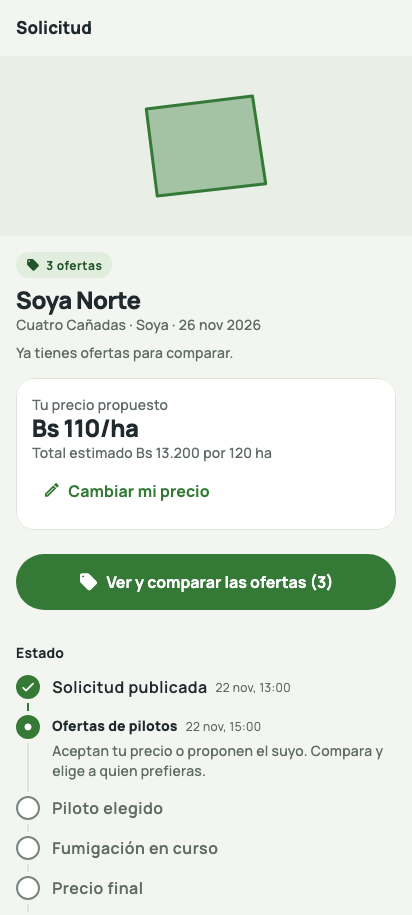 Solicitud
3 ofertas
Soya Norte
Cuatro Cañadas · Soya · 26 nov 2026
Ya tienes ofertas para comparar.
Tu precio propuesto
Bs 110/ha
Total estimado Bs 13.200 por 120 ha
Cambiar mi precio
Ver y comparar las ofertas (3)
Estado
Solicitud publicada 22 nov, 13:00
Ofertas de pilotos 22 nov, 15:00
Aceptan tu precio o proponen el suyo. Compara y
elige a quien prefieras.
Piloto elegido
Fumigación en curso
Precio final